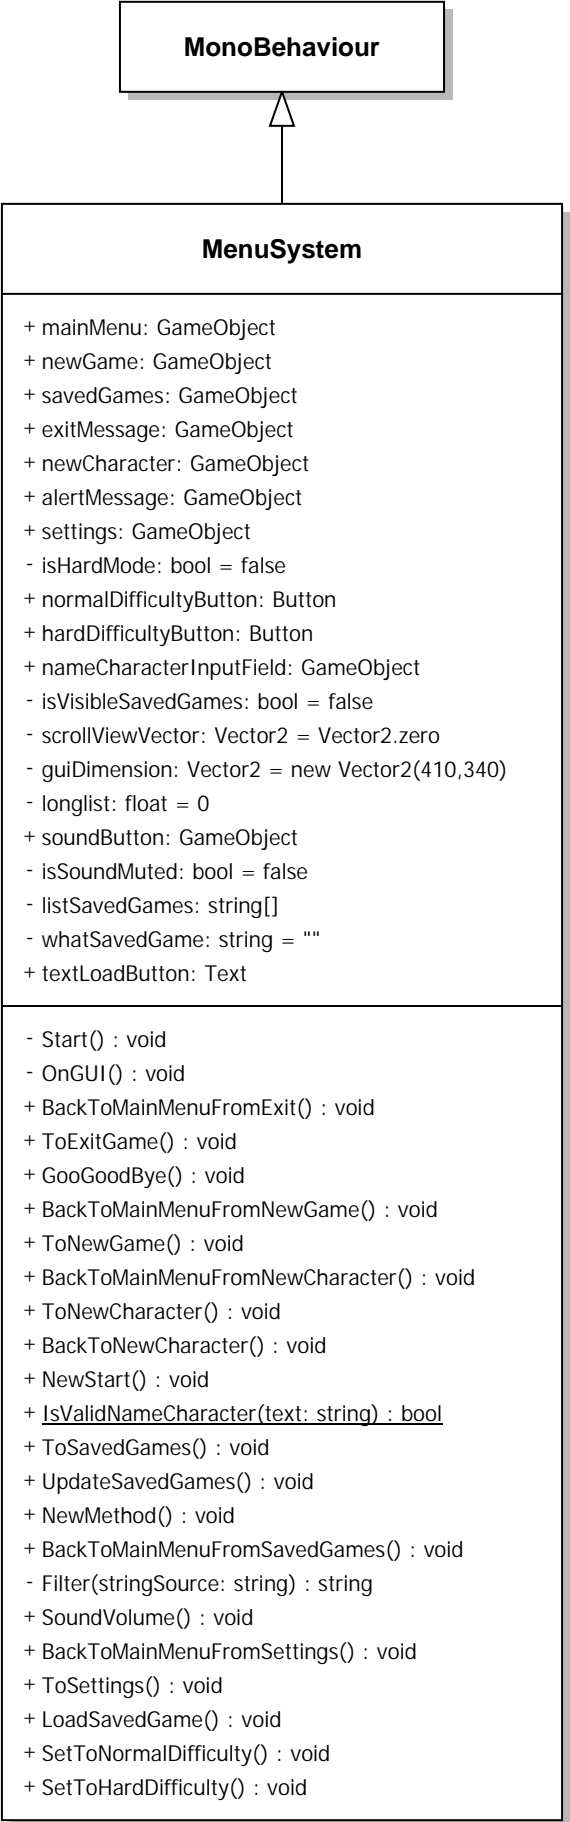 MonoBehaviour
MenuSystem
+ mainMenu: GameObject
+ newGame: GameObject
+ savedGames: GameObject
+ exitMessage: GameObject
+ newCharacter: GameObject
+ alertMessage: GameObject
+ settings: GameObject
- isHardMode: bool = false
+ normalDifficultyButton: Button
+ hardDifficultyButton: Button
+ nameCharacterInputField: GameObject
- isVisibleSavedGames: bool = false
- scrollViewVector: Vector2 = Vector2.zero
- guiDimension: Vector2 = new Vector2(410,340)
- longlist: float = 0
+ soundButton: GameObject
- isSoundMuted: bool = false
- listSavedGames: string[]
- whatSavedGame: string = ""
+ textLoadButton: Text
- Start() : void
- OnGUI() : void
+ BackToMainMenuFromExit() : void
+ ToExitGame() : void
+ GooGoodBye() : void
+ BackToMainMenuFromNewGame() : void
+ ToNewGame() : void
+ BackToMainMenuFromNewCharacter() : void
+ ToNewCharacter() : void
+ BackToNewCharacter() : void
+ NewStart() : void
+ IsValidNameCharacter(text: string) : bool
+ ToSavedGames() : void
+ UpdateSavedGames() : void
+ NewMethod() : void
+ BackToMainMenuFromSavedGames() : void
- Filter(stringSource: string) : string
+ SoundVolume() : void
+ BackToMainMenuFromSettings() : void
+ ToSettings() : void
+ LoadSavedGame() : void
+ SetToNormalDifficulty() : void
+ SetToHardDifficulty() : void